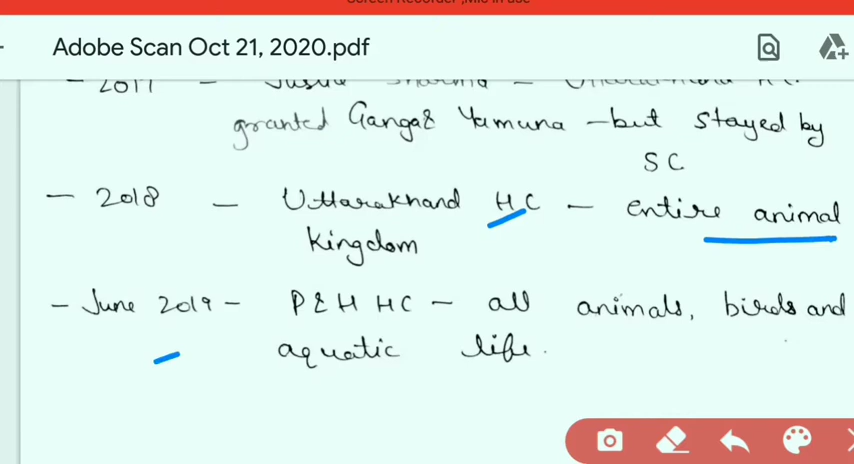 Adobe Scan Oct 21, 2020.pdf
granted Ganga & Yamuna - but stayed by
SC
- 2018 - Uttarakhand HC - entire animal
kingdom
- June 2019 - P & H HC - all animals, birds and
aquatic life.